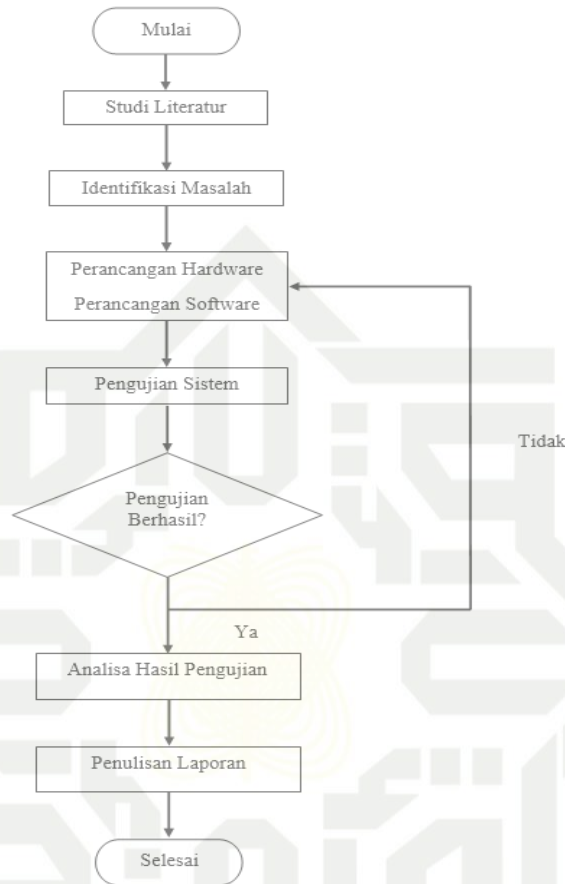 Mulai
Studi Literatur
Identifikasi Masalah
Perancangan Hardware
Perancangan Software
Pengujian Sistem
Tidak
Pengujian
Berhasil?
Ya
Analisa Hasil Pengujian
Penulisan Laporan
Selesai